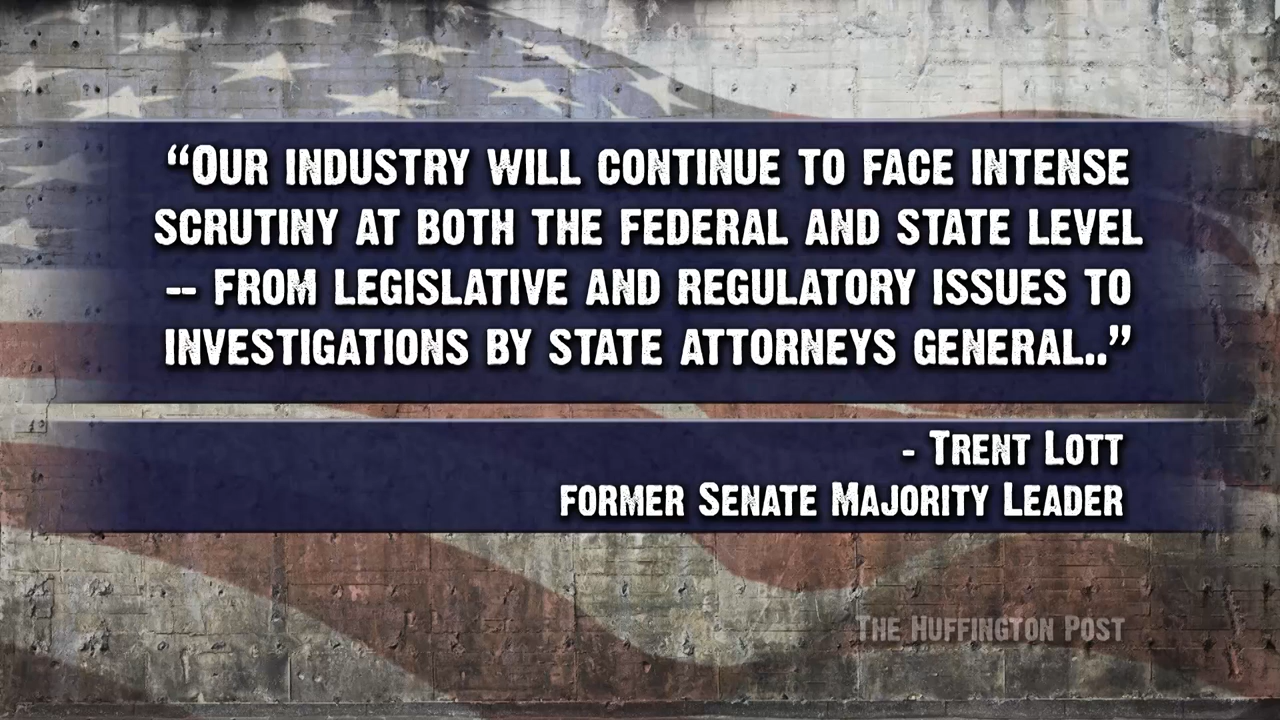 “Our industry will continue to face intense
scrutiny at both the federal and state level
-- from legislative and regulatory issues to
investigations by state attorneys general..”
- Trent Lott
former Senate Majority Leader
The Huffington Post